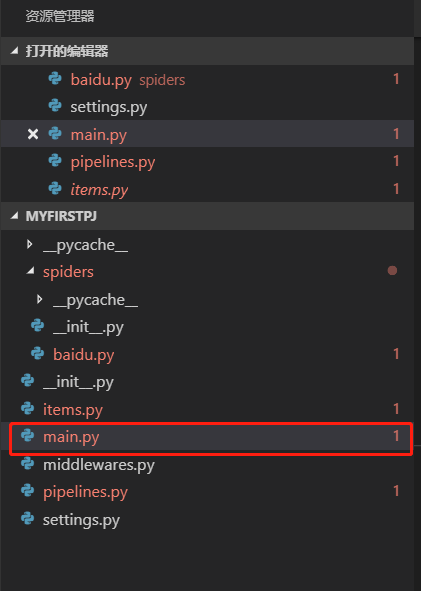 资源管理器
打开的编辑器
baidu.py spiders 1
settings.py
main.py 1
pipelines.py 1
items.py 1
MYFIRSTPJ
__pycache__
spiders
__pycache__
__init__.py
baidu.py 1
__init__.py
items.py 1
main.py 1
middlewares.py
pipelines.py 1
settings.py